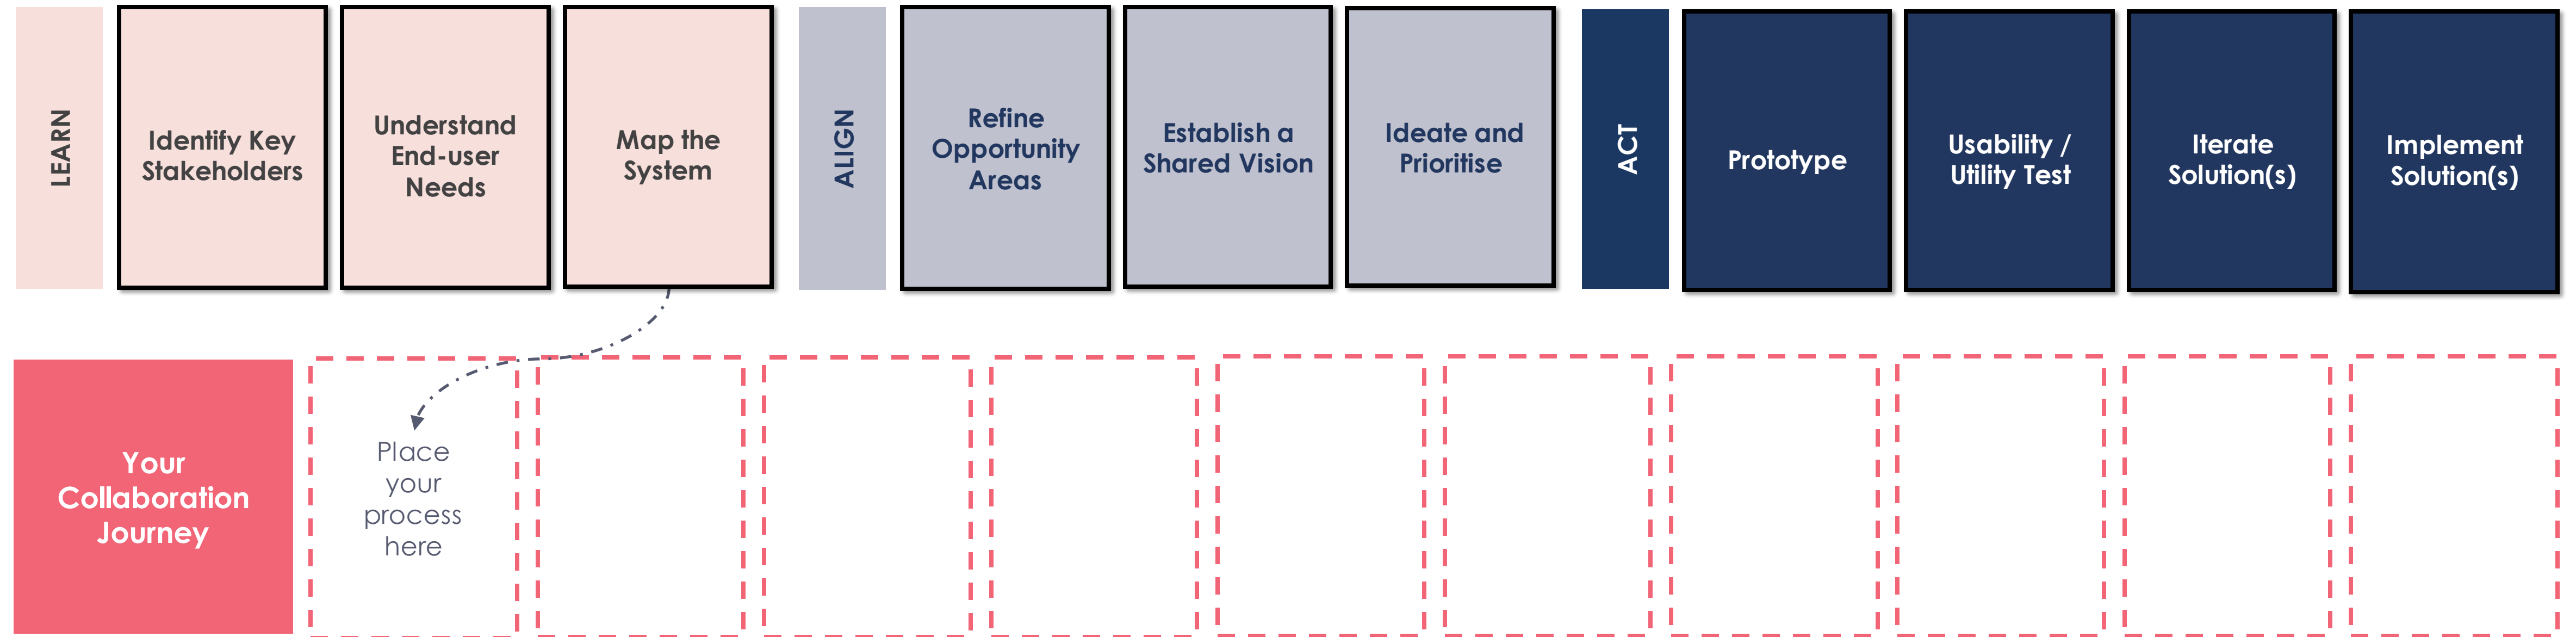 LEARN
Identify Key
Stakeholders
Understand
End-user
Needs
Map the
System
ALIGN
Refine
Opportunity
Areas
Establish a
Shared Vision
Ideate and
Prioritise
ACT
Prototype
Usability /
Utility Test
Iterate
Solution(s)
Implement
Solution(s)
Your
Collaboration
Journey
Place
your
process
here